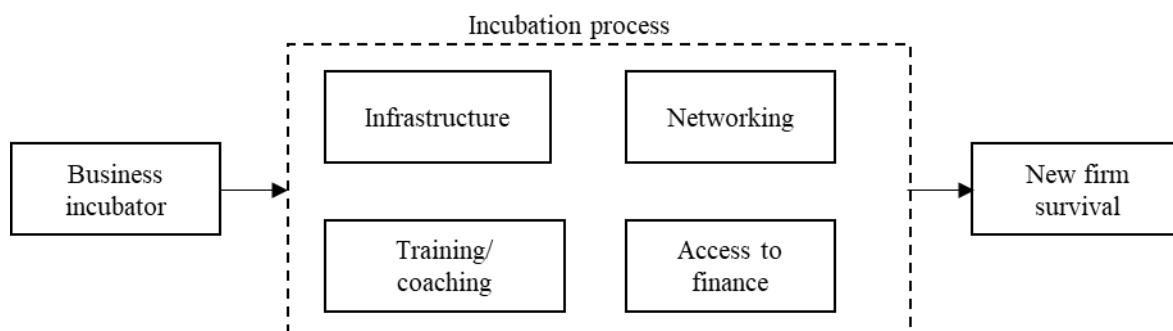 Incubation process
Infrastructure
Networking
Business
incubator
New firm
survival
Training/
coaching
Access to
finance